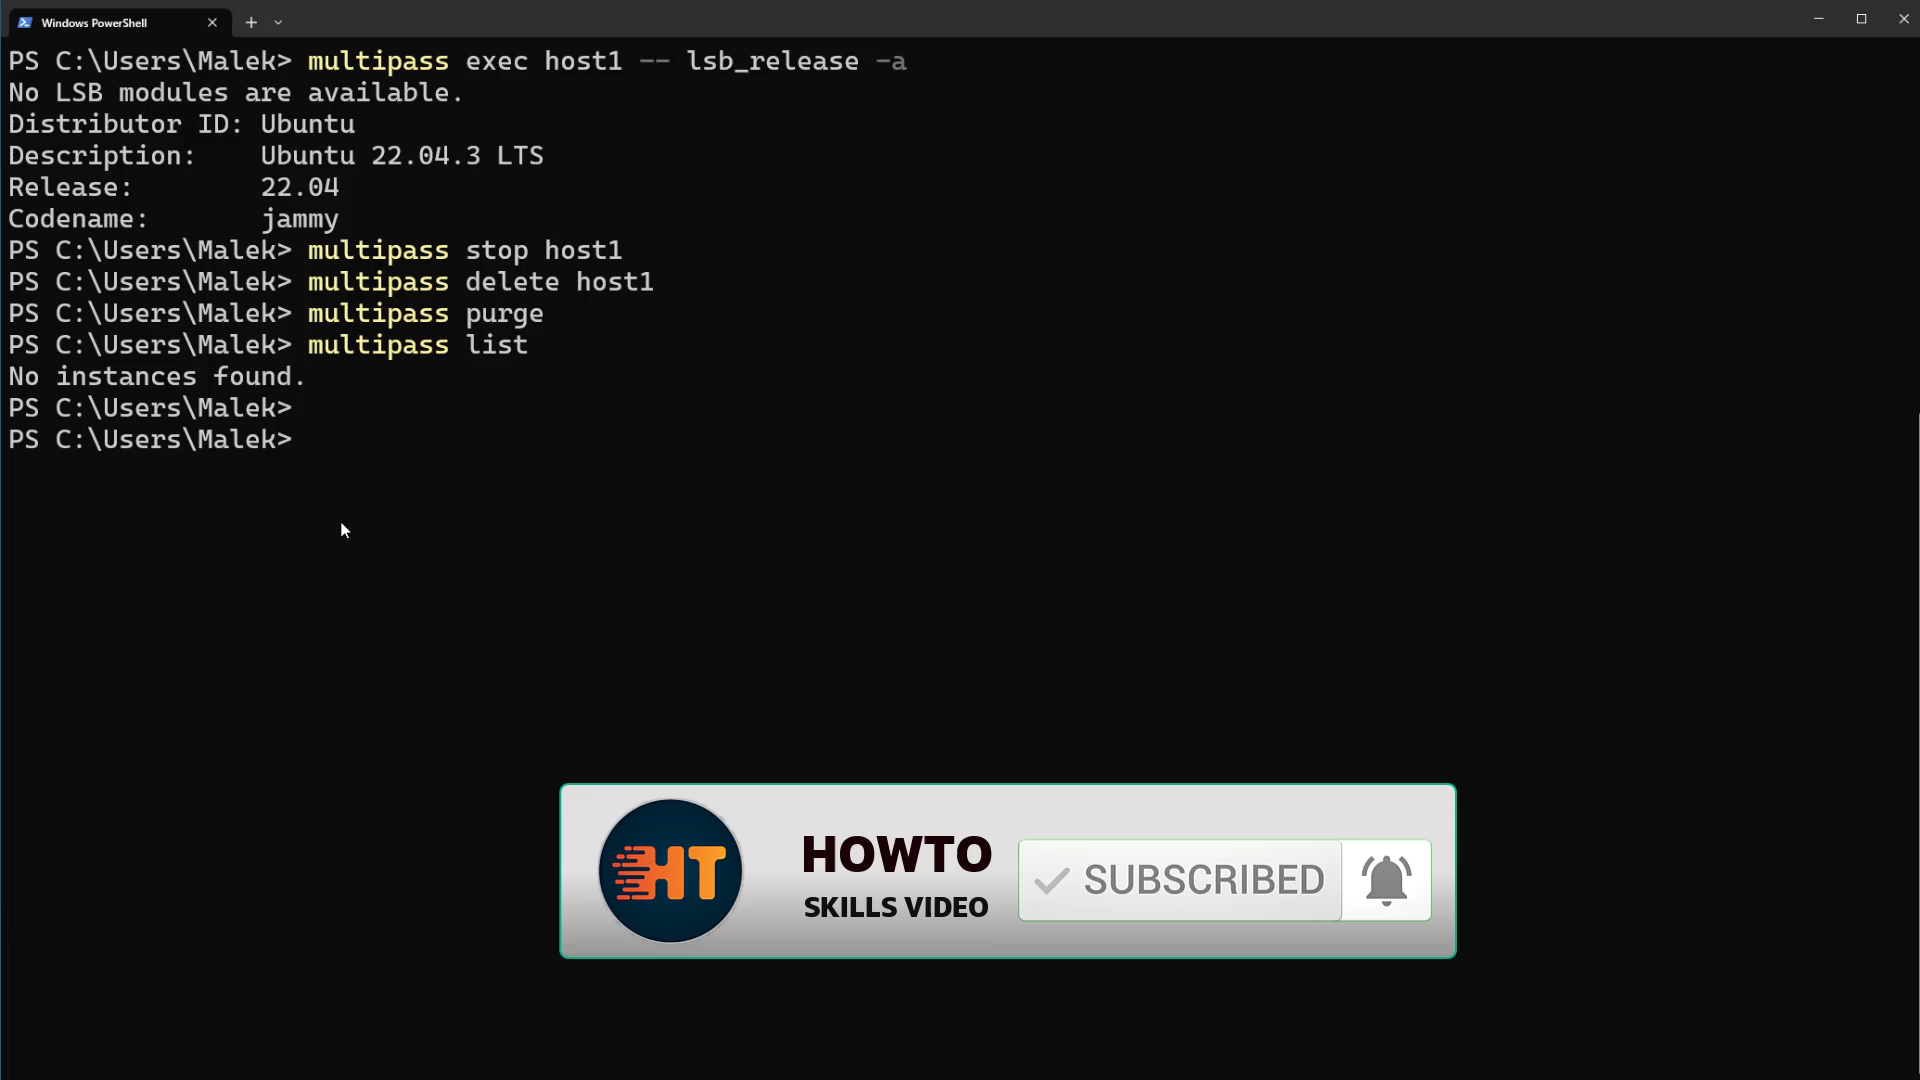 Windows PowerShell
PS C:\Users\Malek> multipass exec host1 -- lsb_release -a
No LSB modules are available.
Distributor ID: Ubuntu
Description:    Ubuntu 22.04.3 LTS
Release:        22.04
Codename:       jammy
PS C:\Users\Malek> multipass stop host1
PS C:\Users\Malek> multipass delete host1
PS C:\Users\Malek> multipass purge
PS C:\Users\Malek> multipass list
No instances found.
PS C:\Users\Malek>
PS C:\Users\Malek>
HT
HOWTO
SKILLS VIDEO
SUBSCRIBED